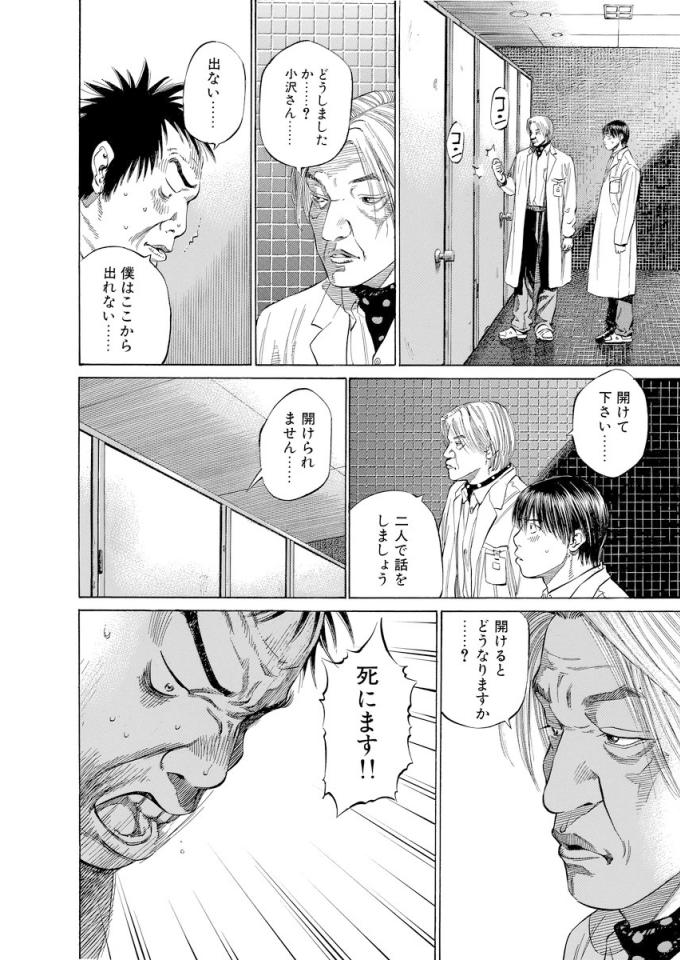 コン
コン
どうしました
か……?
小沢さん……
出ない……
僕はここから
出れない……
開けて
下さい……
二人で話を
しましょう
開けられ
ません……
開けると
どうなりますか
……?
死にます!!